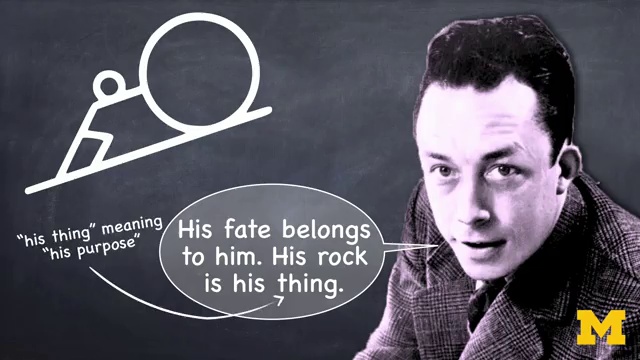 "his thing" meaning
"his purpose"
His fate belongs
to him. His rock
is his thing.
M